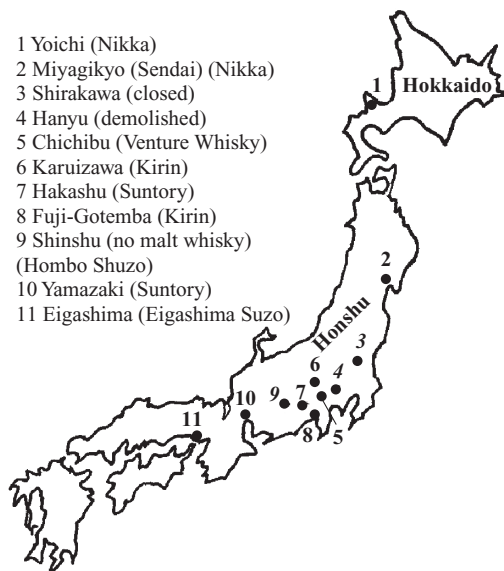 1 Yoichi (Nikka)
2 Miyagikyo (Sendai) (Nikka)
3 Shirakawa (closed)
4 Hanyu (demolished)
5 Chichibu (Venture Whisky)
6 Karuizawa (Kirin)
7 Hakashu (Suntory)
8 Fuji-Gotemba (Kirin)
9 Shinshu (no malt whisky)
(Hombo Shuzo)
10 Yamazaki (Suntory)
11 Eigashima (Eigashima Suzo)
1
Hokkaido
2
Honshu
3
6
4
9
7
10
8
5
11